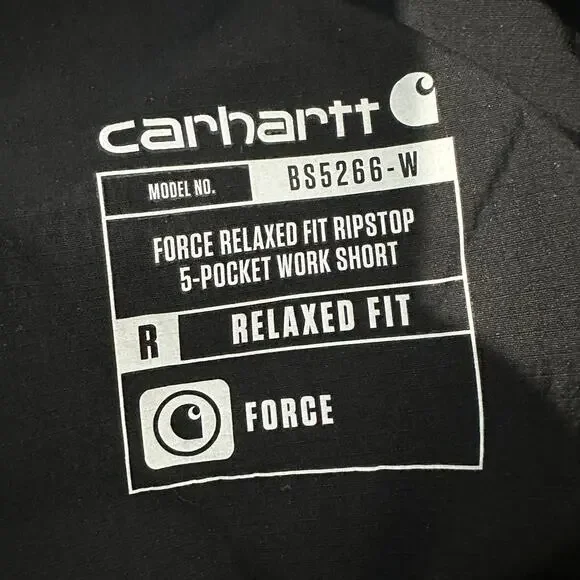 carhartt
MODEL NO. BS5266-W
FORCE RELAXED FIT RIPSTOP
5-POCKET WORK SHORT
R RELAXED FIT
FORCE